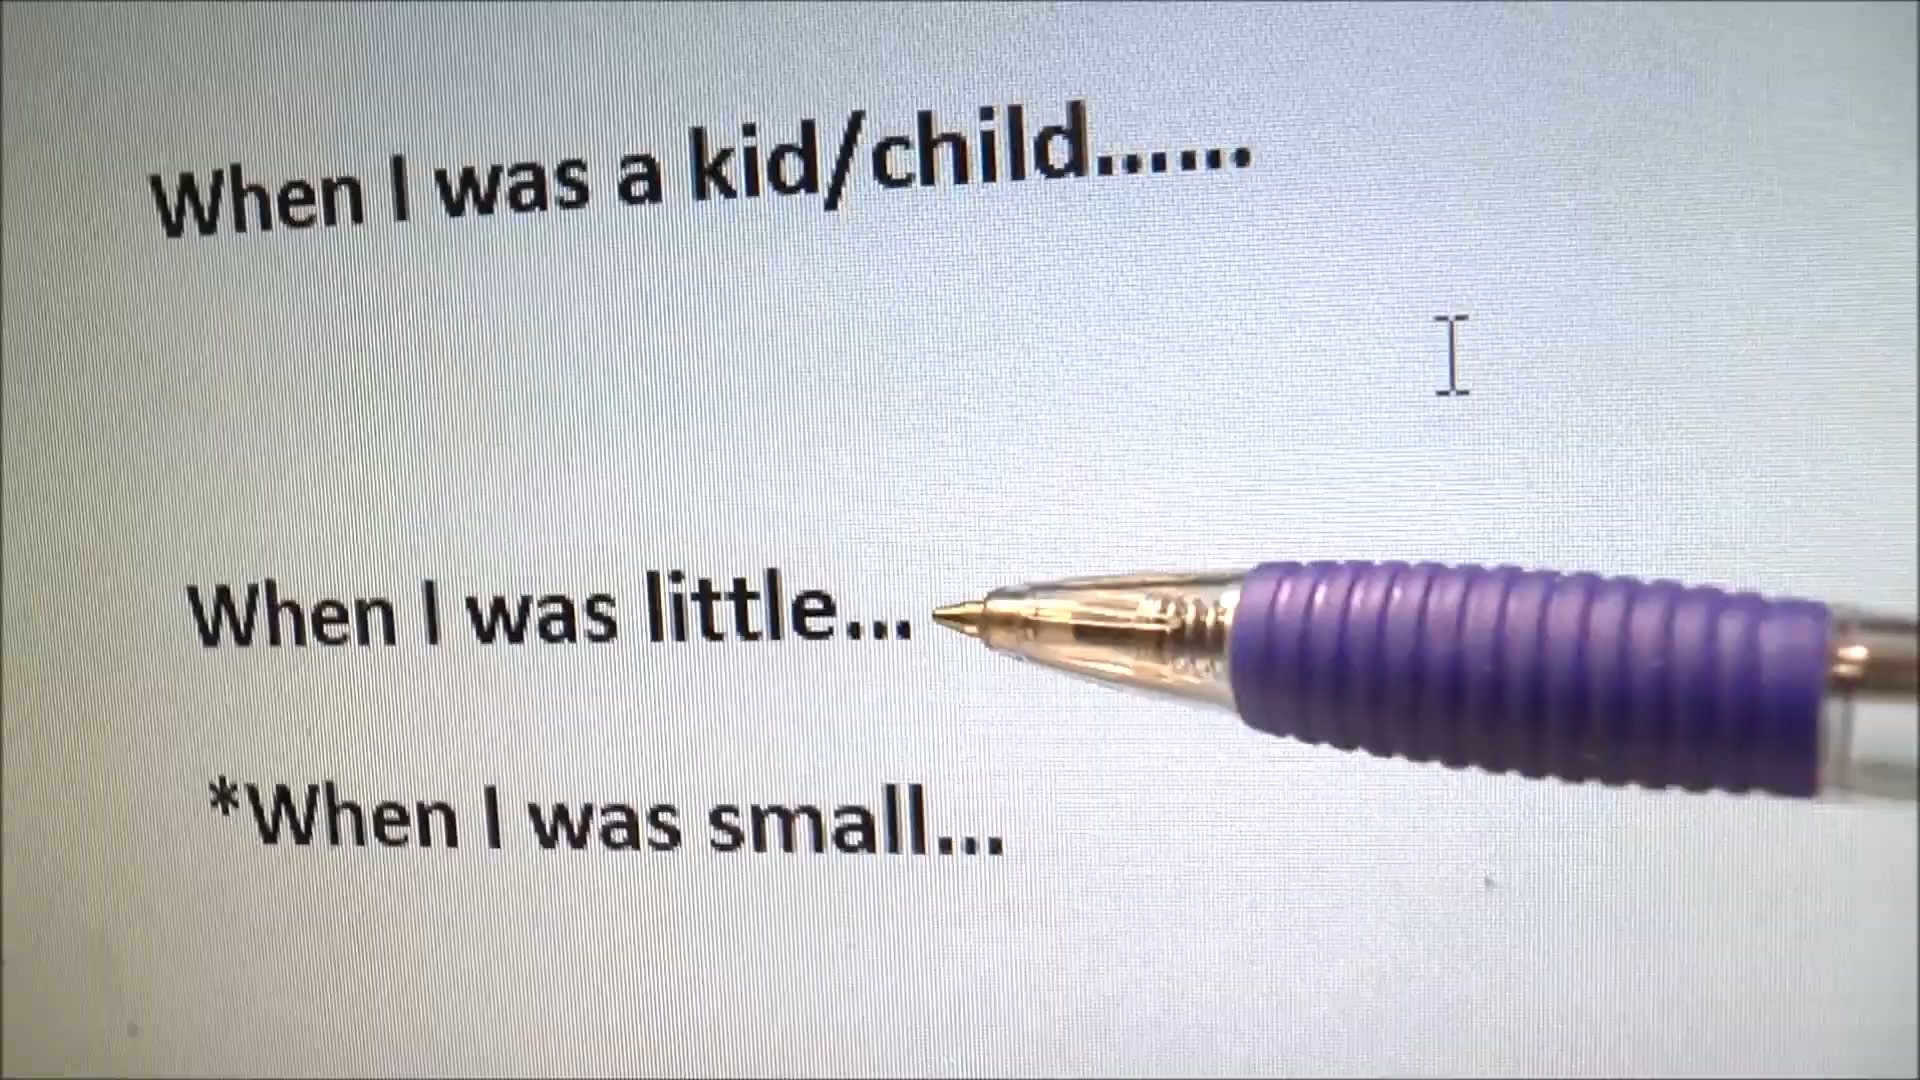 When I was a kid/child......
When I was little...
*When I was small...